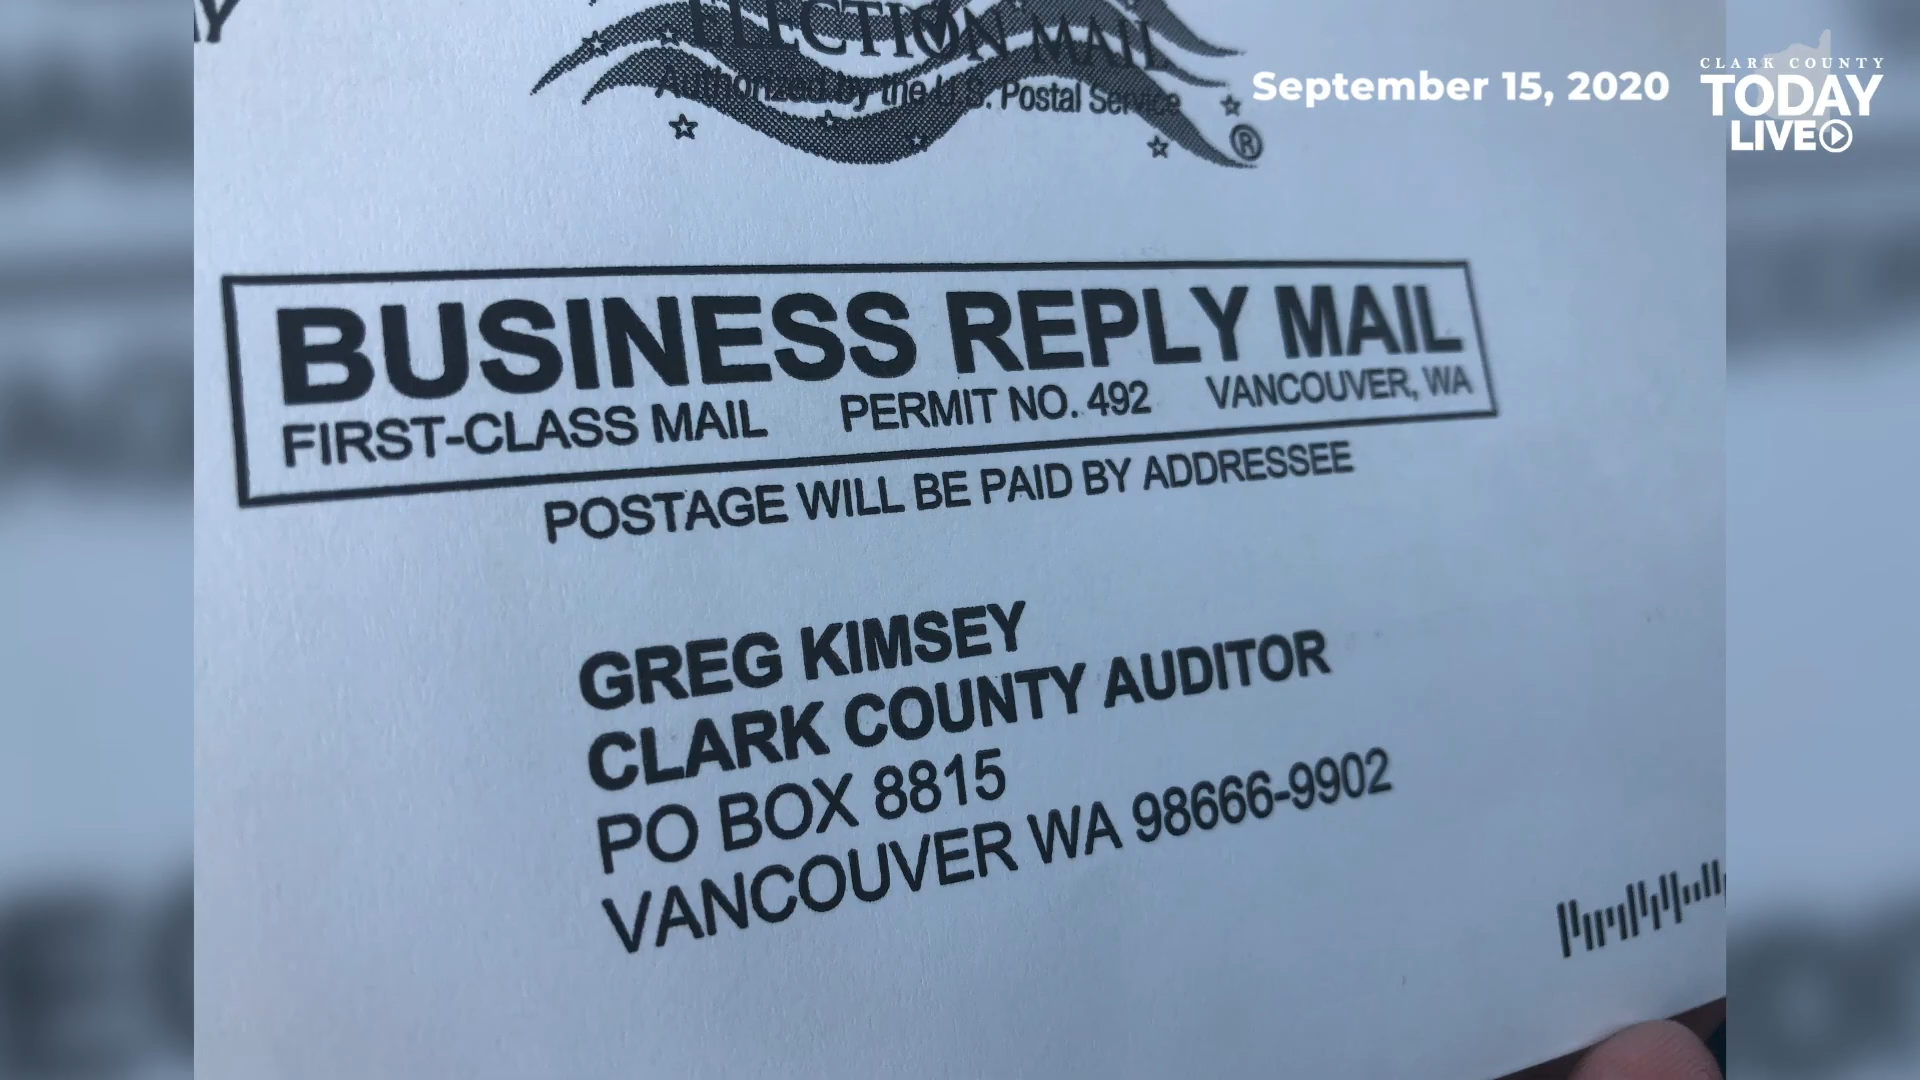 ELECTION MAIL
Authorized by the U.S. Postal Service
®
September 15, 2020
CLARK COUNTY
TODAY
LIVE
BUSINESS REPLY MAIL
FIRST-CLASS MAIL PERMIT NO. 492 VANCOUVER, WA
POSTAGE WILL BE PAID BY ADDRESSEE
GREG KIMSEY
CLARK COUNTY AUDITOR
PO BOX 8815
VANCOUVER WA 98666-9902